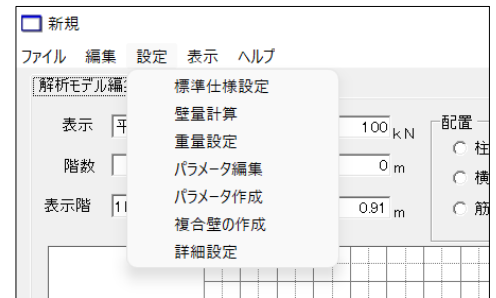 新規
ファイル 編集 設定 表示 ヘルプ
解析モデル編
標準仕様設定
壁量計算
重量設定
パラメータ編集
パラメータ作成
複合壁の作成
詳細設定
表示 平
階数
表示階 1
100 kN
0 m
0.91 m
配置
柱
横
筋